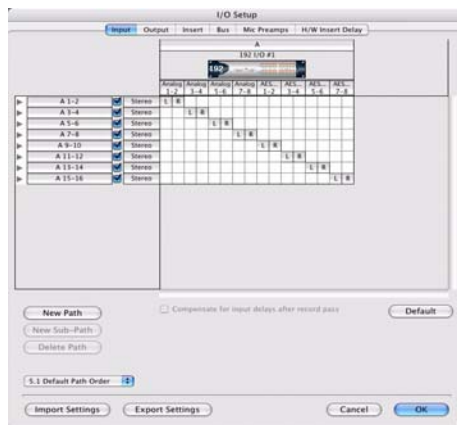 I/O Setup
Input Output Insert Bus Mic Preamps H/W Insert Delay
A
192 I/O #1
192
Analog Analog Analog Analog AES... AES... AES... AES...
1-2 3-4 5-6 7-8 1-2 3-4 5-6 7-8
A 1-2 Stereo L R
A 3-4 Stereo L R
A 5-6 Stereo L R
A 7-8 Stereo L R
A 9-10 Stereo L R
A 11-12 Stereo L R
A 13-14 Stereo L R
A 15-16 Stereo L R
New Path
Compensate for input delays after record pass
Default
New Sub-Path
Delete Path
5.1 Default Path Order
Import Settings Export Settings Cancel OK